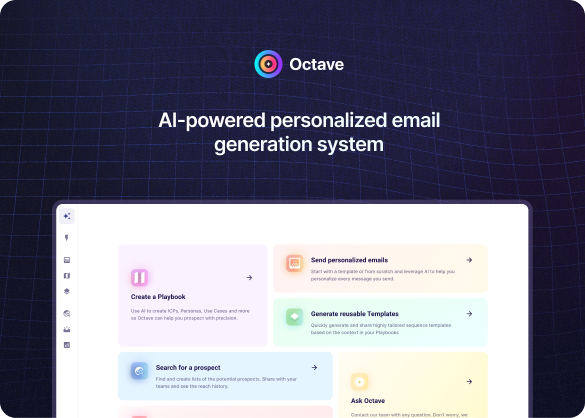 Octave
AI-powered personalized email
generation system
Send personalized emails
Start with a template or from scratch and leverage AI to help you
personalize every message you send.
Create a Playbook
Use AI to create ICPs, Personas, Use Cases and more
so Octave can help you prospect with precision.
Generate reusable Templates
Quickly generate and share highly tailored sequence templates
based on the context in your Playbooks
Search for a prospect
Find and create lists of the potential prospects. Share with your
teams and see the reach history.
Ask Octave
Contact our team with any question. Don't worry, we